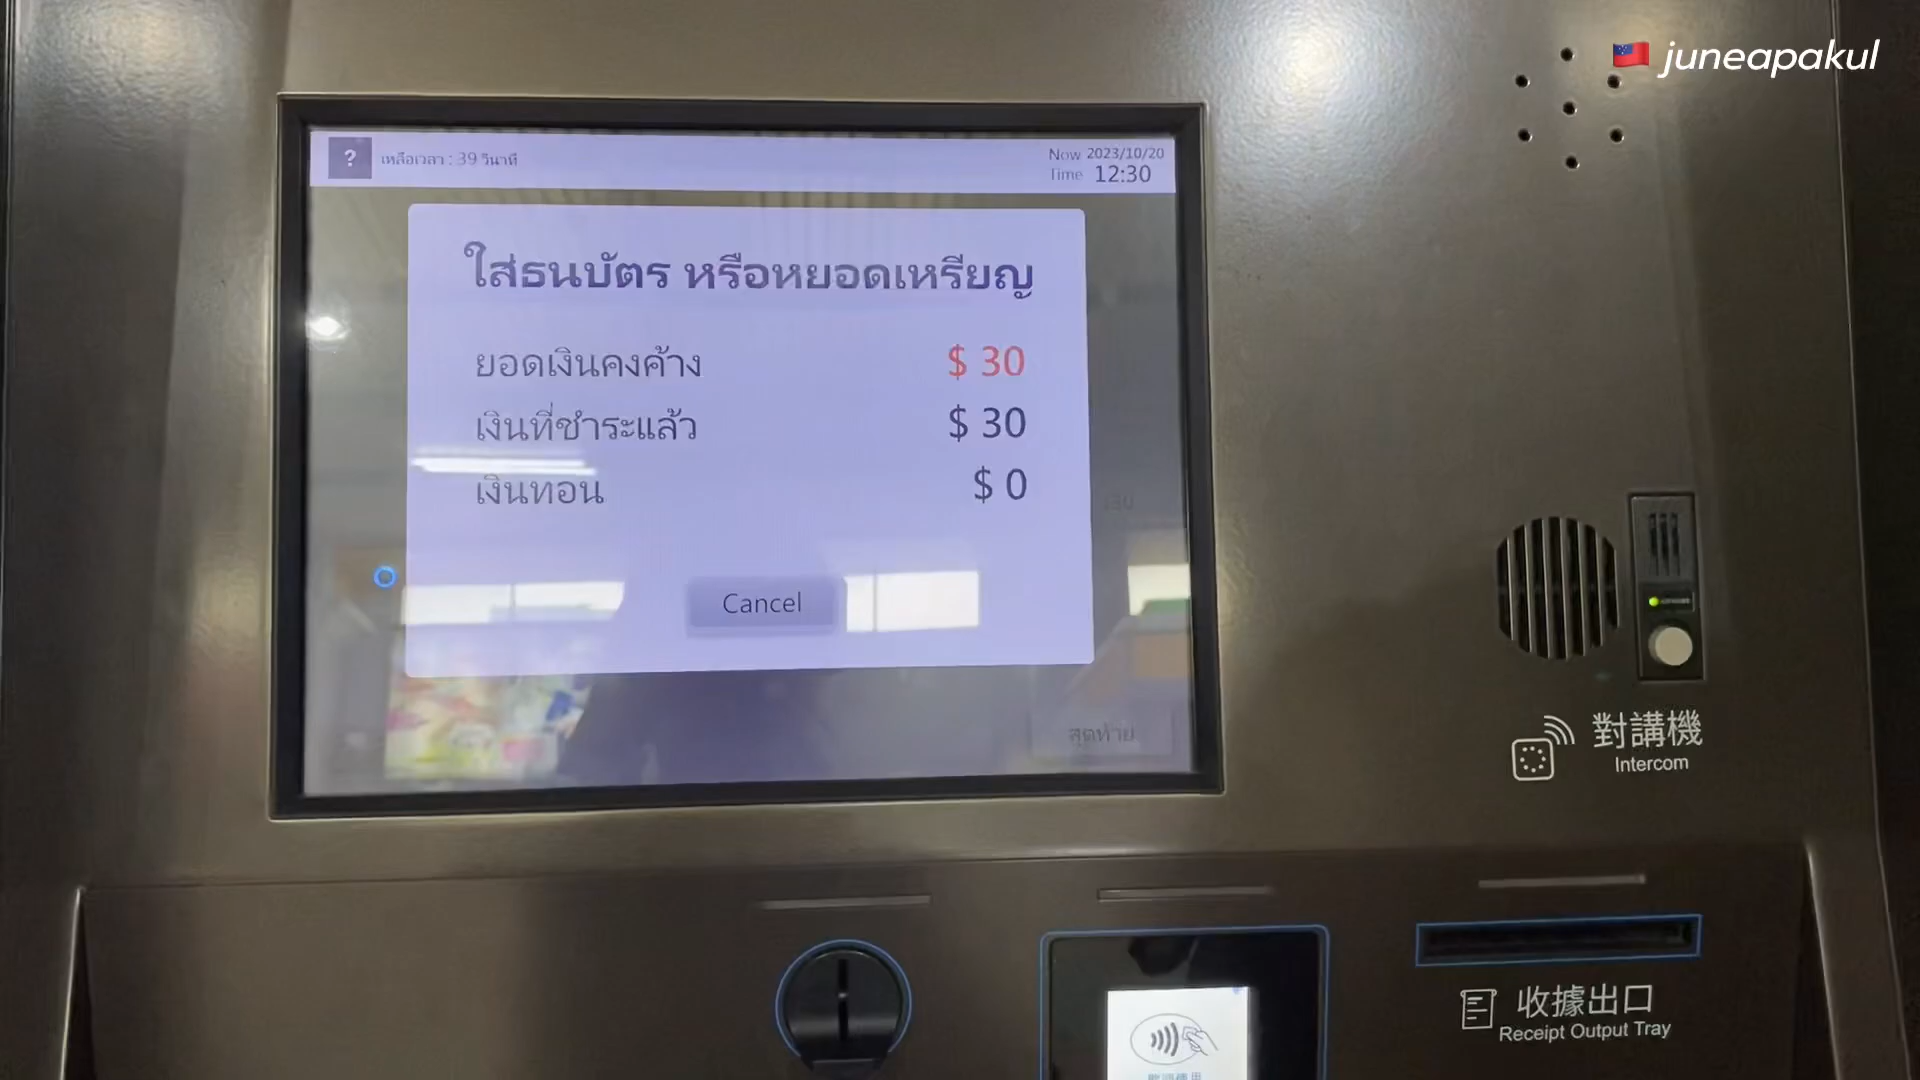 juneapakul
? เหลือเวลา : 39 วินาที
Now 2023/10/20
Time 12:30
ใส่ธนบัตร หรือหยอดเหรียญ
ยอดเงินคงค้าง $ 30
เงินที่ชำระแล้ว $ 30
เงินทอน $ 0
Cancel
สุดท้าย
對講機
Intercom
收據出口
Receipt Output Tray